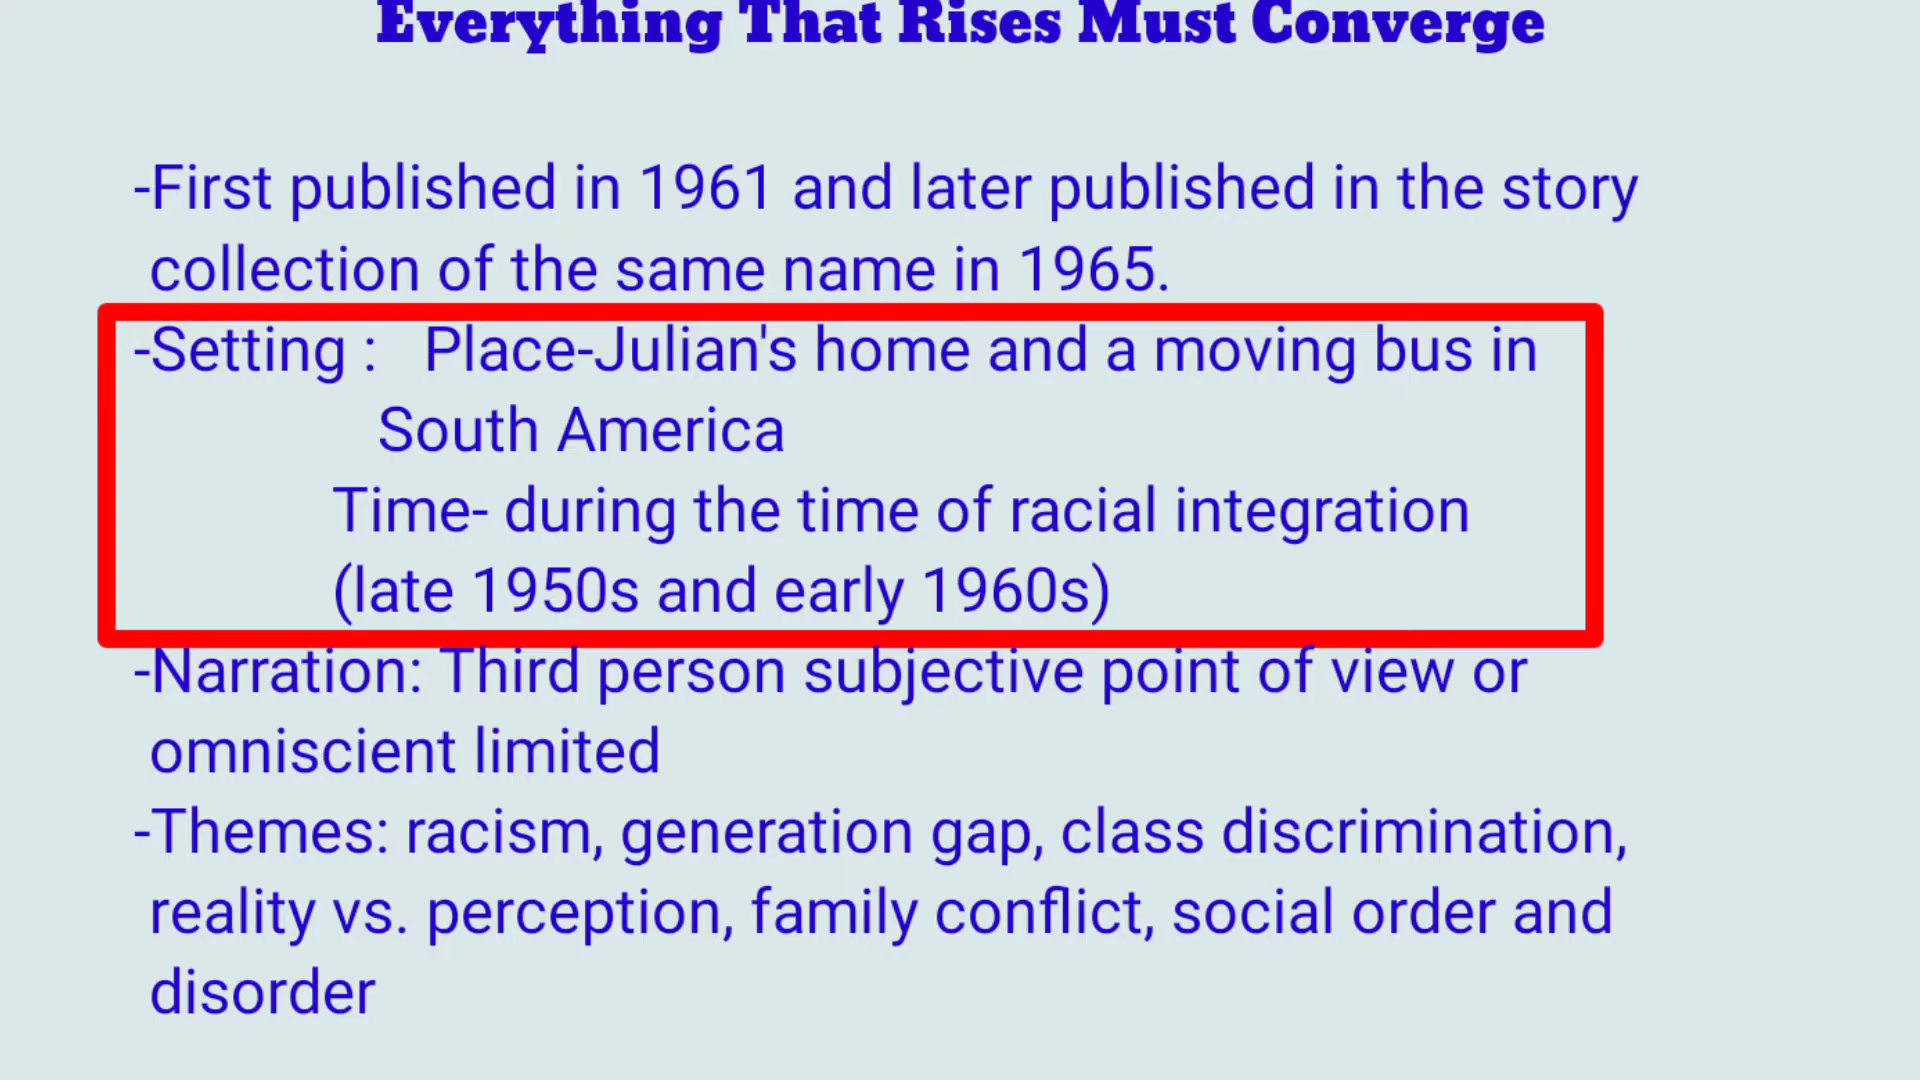 Everything That Rises Must Converge
-First published in 1961 and later published in the story
collection of the same name in 1965.
-Setting : Place-Julian's home and a moving bus in
South America
Time- during the time of racial integration
(late 1950s and early 1960s)
-Narration: Third person subjective point of view or
omniscient limited
-Themes: racism, generation gap, class discrimination,
reality vs. perception, family conflict, social order and
disorder